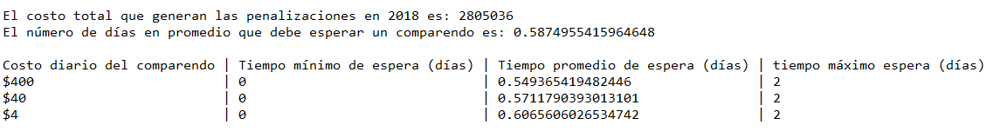 El costo total que generan las penalizaciones en 2018 es: 2805036
El número de días en promedio que debe esperar un comparendo es: 0.5874955415964648
Costo diario del comparendo | Tiempo mínimo de espera (días) | Tiempo promedio de espera (días) | tiempo máximo espera (días)
$400 | 0 | 0.549365419482446 | 2
$40 | 0 | 0.5711790393013101 | 2
$4 | 0 | 0.6065606026534742 | 2